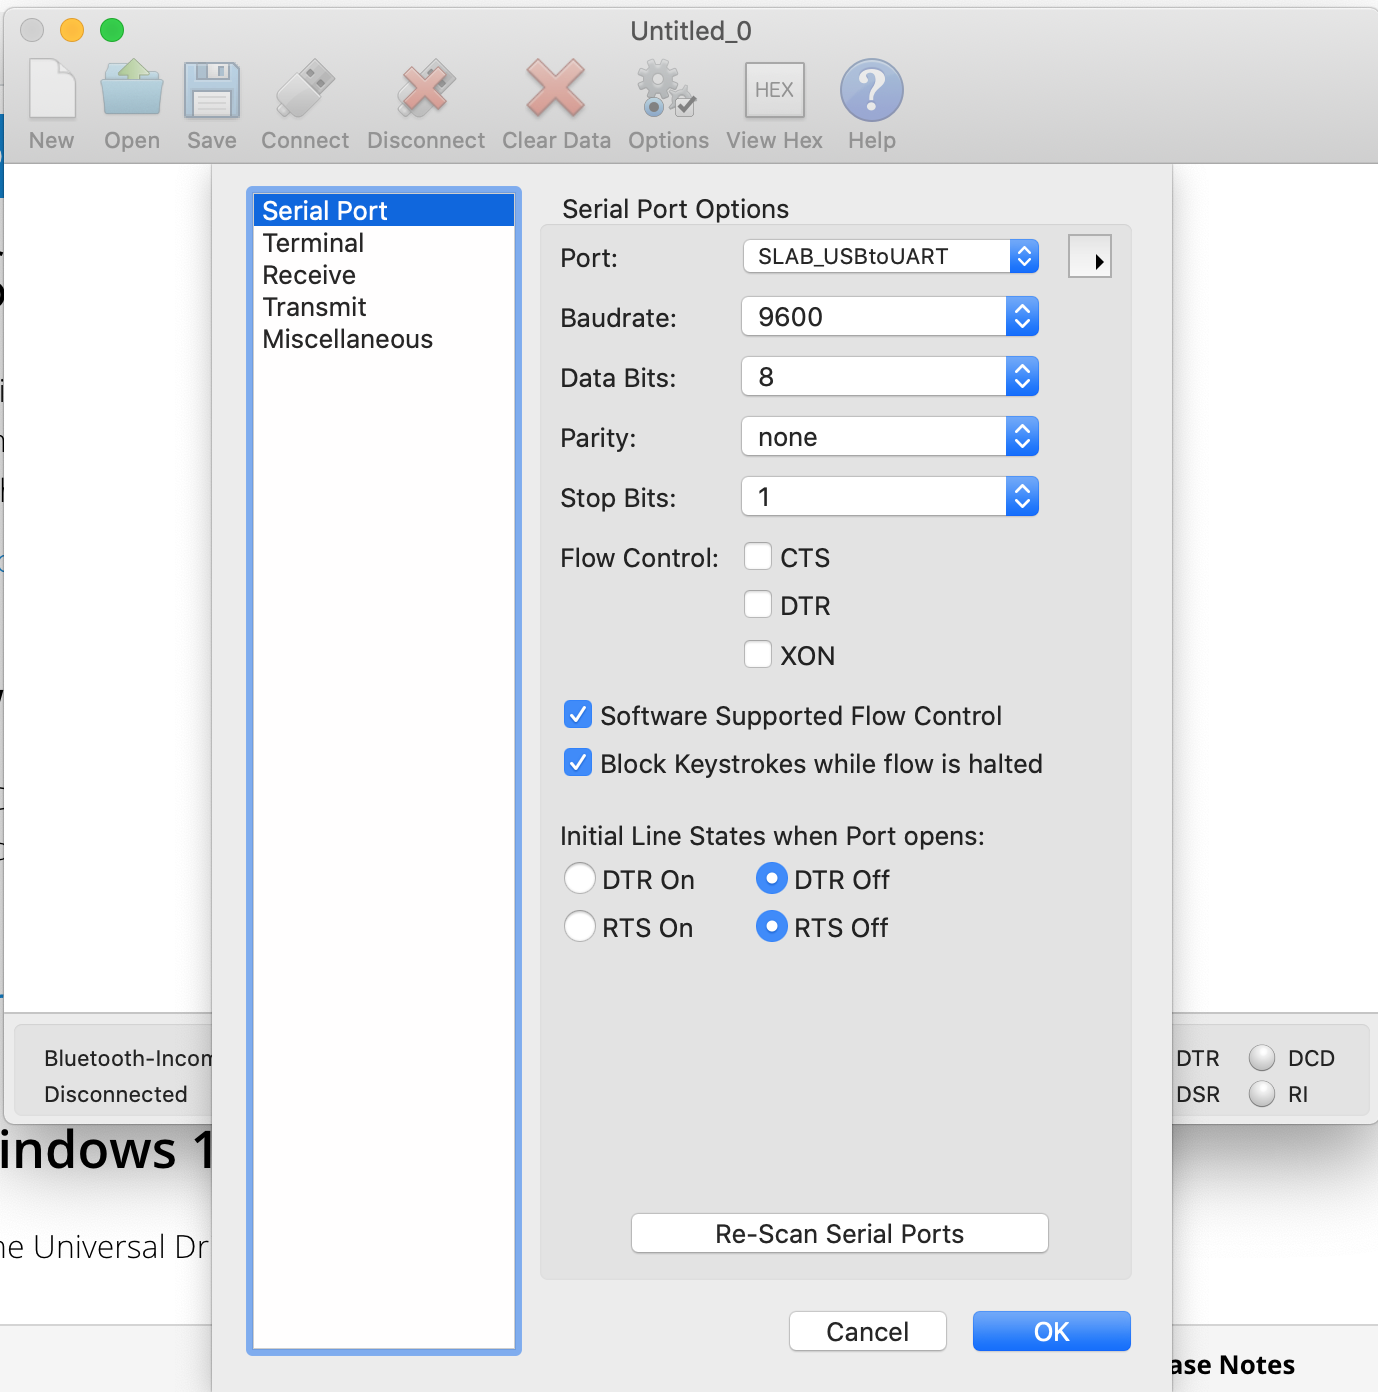 Untitled_0
New Open Save Connect Disconnect Clear Data Options HEX View Hex ? Help
Serial Port
Terminal
Receive
Transmit
Miscellaneous
Serial Port Options
Port: SLAB_USBtoUART
Baudrate: 9600
Data Bits: 8
Parity: none
Stop Bits: 1
Flow Control: CTS
DTR
XON
Software Supported Flow Control
Block Keystrokes while flow is halted
Initial Line States when Port opens:
DTR On DTR Off
RTS On RTS Off
Re-Scan Serial Ports
Cancel OK
Bluetooth-Incom
Disconnected
DTR DCD
DSR RI
indows 1
ne Universal Dr
ase Notes